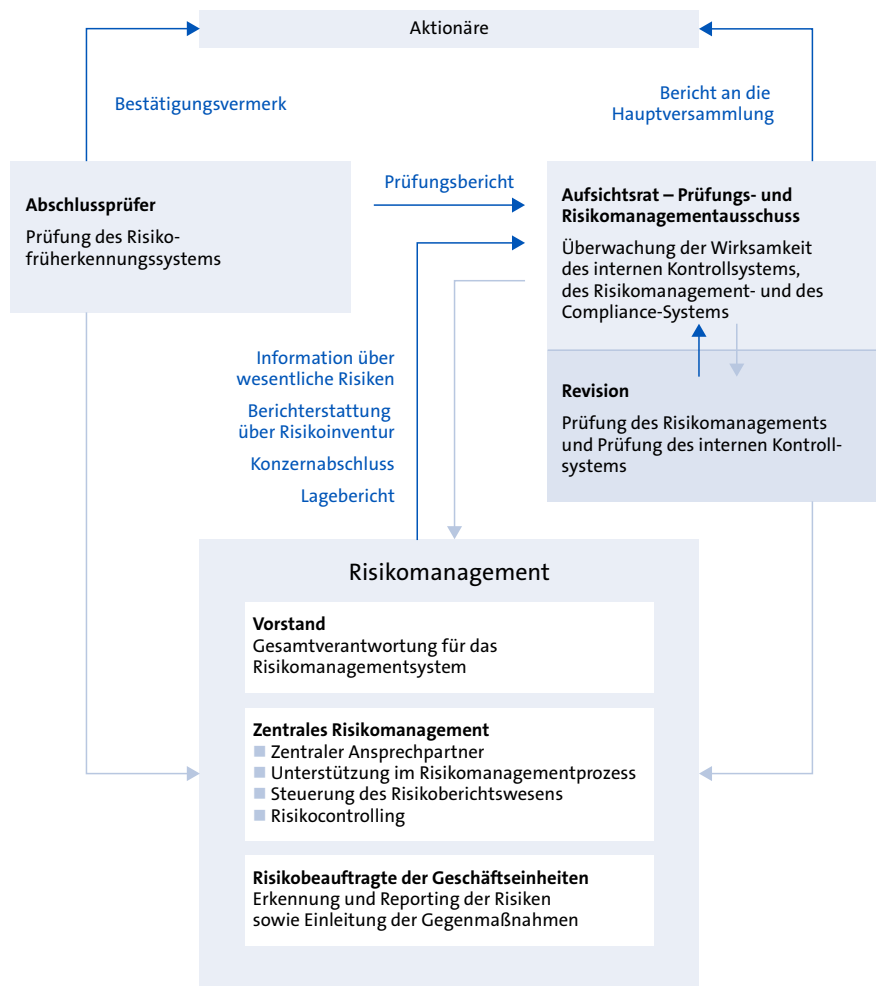 Aktionäre
Bestätigungsvermerk
Bericht an die
Hauptversammlung
Abschlussprüfer
Prüfung des Risiko-
früherkennungssystems
Prüfungsbericht
Aufsichtsrat – Prüfungs- und
Risikomanagementausschuss
Überwachung der Wirksamkeit
des internen Kontrollsystems,
des Risikomanagement- und des
Compliance-Systems
Information über
wesentliche Risiken
Berichterstattung
über Risikoinventur
Konzernabschluss
Lagebericht
Revision
Prüfung des Risikomanagements
und Prüfung des internen Kontroll-
systems
Risikomanagement
Vorstand
Gesamtverantwortung für das
Risikomanagementsystem
Zentrales Risikomanagement
Zentraler Ansprechpartner
Unterstützung im Risikomanagementprozess
Steuerung des Risikoberichtswesens
Risikocontrolling
Risikobeauftragte der Geschäftseinheiten
Erkennung und Reporting der Risiken
sowie Einleitung der Gegenmaßnahmen